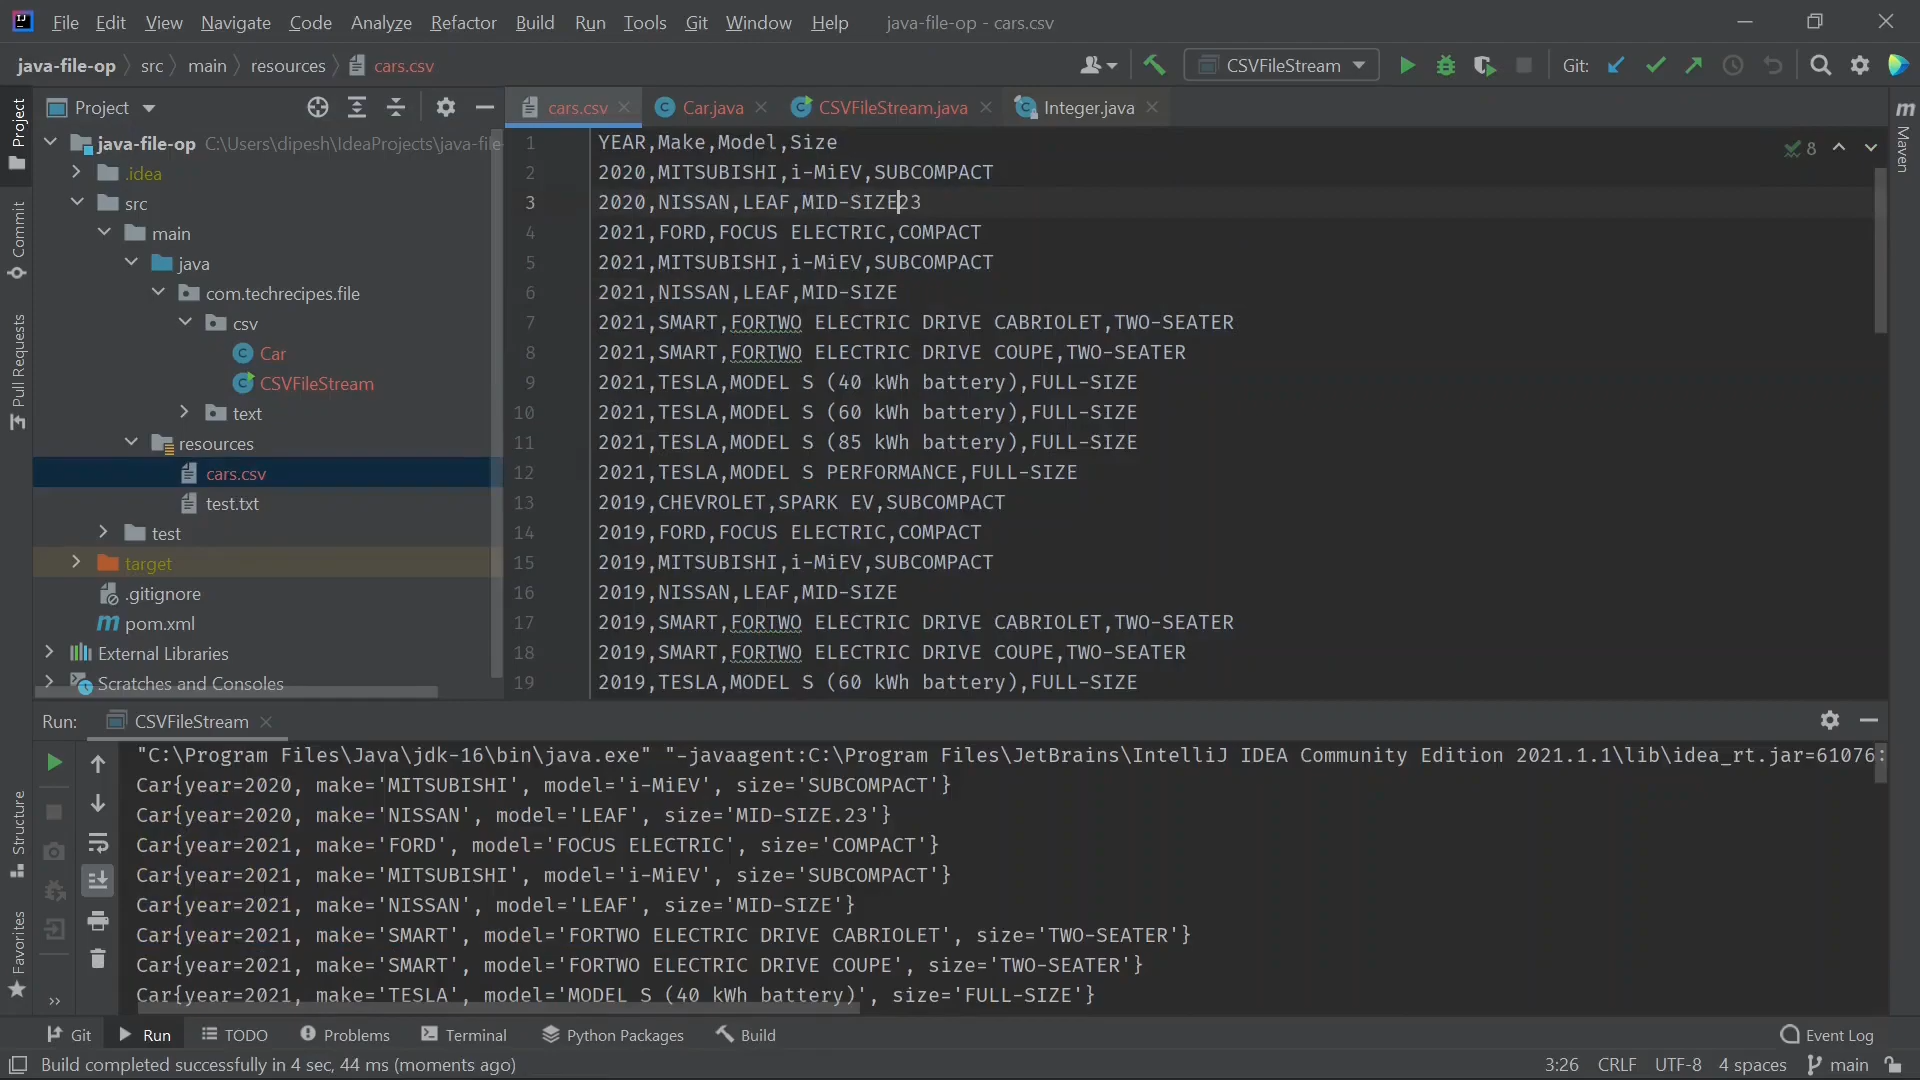 File Edit View Navigate Code Analyze Refactor Build Run Tools Git Window Help java-file-op - cars.csv
java-file-op src main resources cars.csv CSVFileStream Git:
Project
cars.csv Car.java CSVFileStream.java Integer.java
java-file-op C:\Users\dipesh\IdeaProjects\java-file
.idea
src
main
java
com.techrecipes.file
csv
Car
CSVFileStream
text
resources
cars.csv
test.txt
test
target
.gitignore
pom.xml
External Libraries
Scratches and Consoles
Project
Commit
Pull Requests
Structure
Favorites
Maven
8
1 YEAR,Make,Model,Size
2 2020,MITSUBISHI,i-MiEV,SUBCOMPACT
3 2020,NISSAN,LEAF,MID-SIZE23
4 2021,FORD,FOCUS ELECTRIC,COMPACT
5 2021,MITSUBISHI,i-MiEV,SUBCOMPACT
6 2021,NISSAN,LEAF,MID-SIZE
7 2021,SMART,FORTWO ELECTRIC DRIVE CABRIOLET,TWO-SEATER
8 2021,SMART,FORTWO ELECTRIC DRIVE COUPE,TWO-SEATER
9 2021,TESLA,MODEL S (40 kWh battery),FULL-SIZE
10 2021,TESLA,MODEL S (60 kWh battery),FULL-SIZE
11 2021,TESLA,MODEL S (85 kWh battery),FULL-SIZE
12 2021,TESLA,MODEL S PERFORMANCE,FULL-SIZE
13 2019,CHEVROLET,SPARK EV,SUBCOMPACT
14 2019,FORD,FOCUS ELECTRIC,COMPACT
15 2019,MITSUBISHI,i-MiEV,SUBCOMPACT
16 2019,NISSAN,LEAF,MID-SIZE
17 2019,SMART,FORTWO ELECTRIC DRIVE CABRIOLET,TWO-SEATER
18 2019,SMART,FORTWO ELECTRIC DRIVE COUPE,TWO-SEATER
19 2019,TESLA,MODEL S (60 kWh battery),FULL-SIZE
Run: CSVFileStream
"C:\Program Files\Java\jdk-16\bin\java.exe" "-javaagent:C:\Program Files\JetBrains\IntelliJ IDEA Community Edition 2021.1.1\lib\idea_rt.jar=61076:
Car{year=2020, make='MITSUBISHI', model='i-MiEV', size='SUBCOMPACT'}
Car{year=2020, make='NISSAN', model='LEAF', size='MID-SIZE.23'}
Car{year=2021, make='FORD', model='FOCUS ELECTRIC', size='COMPACT'}
Car{year=2021, make='MITSUBISHI', model='i-MiEV', size='SUBCOMPACT'}
Car{year=2021, make='NISSAN', model='LEAF', size='MID-SIZE'}
Car{year=2021, make='SMART', model='FORTWO ELECTRIC DRIVE CABRIOLET', size='TWO-SEATER'}
Car{year=2021, make='SMART', model='FORTWO ELECTRIC DRIVE COUPE', size='TWO-SEATER'}
Car{year=2021, make='TESLA', model='MODEL S (40 kWh battery)', size='FULL-SIZE'}
Git Run TODO Problems Terminal Python Packages Build Event Log
Build completed successfully in 4 sec, 44 ms (moments ago) 3:26 CRLF UTF-8 4 spaces main